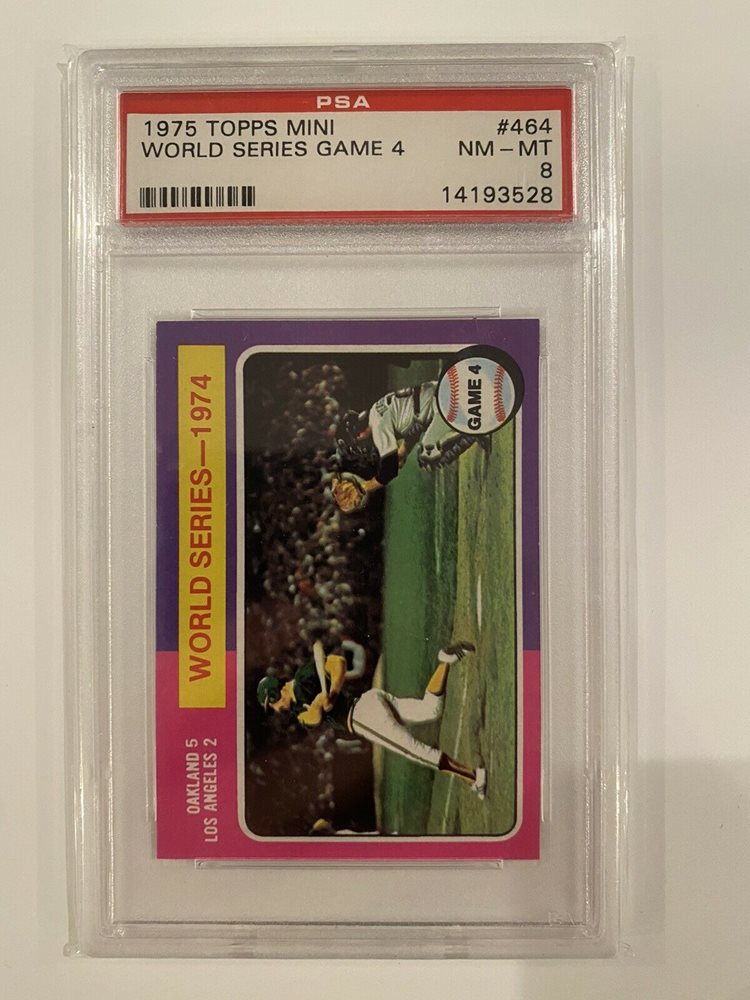 PSA
1975 TOPPS MINI #464
WORLD SERIES GAME 4 NM - MT
8
14193528
WORLD SERIES—1974
OAKLAND 5
LOS ANGELES 2
GAME 4